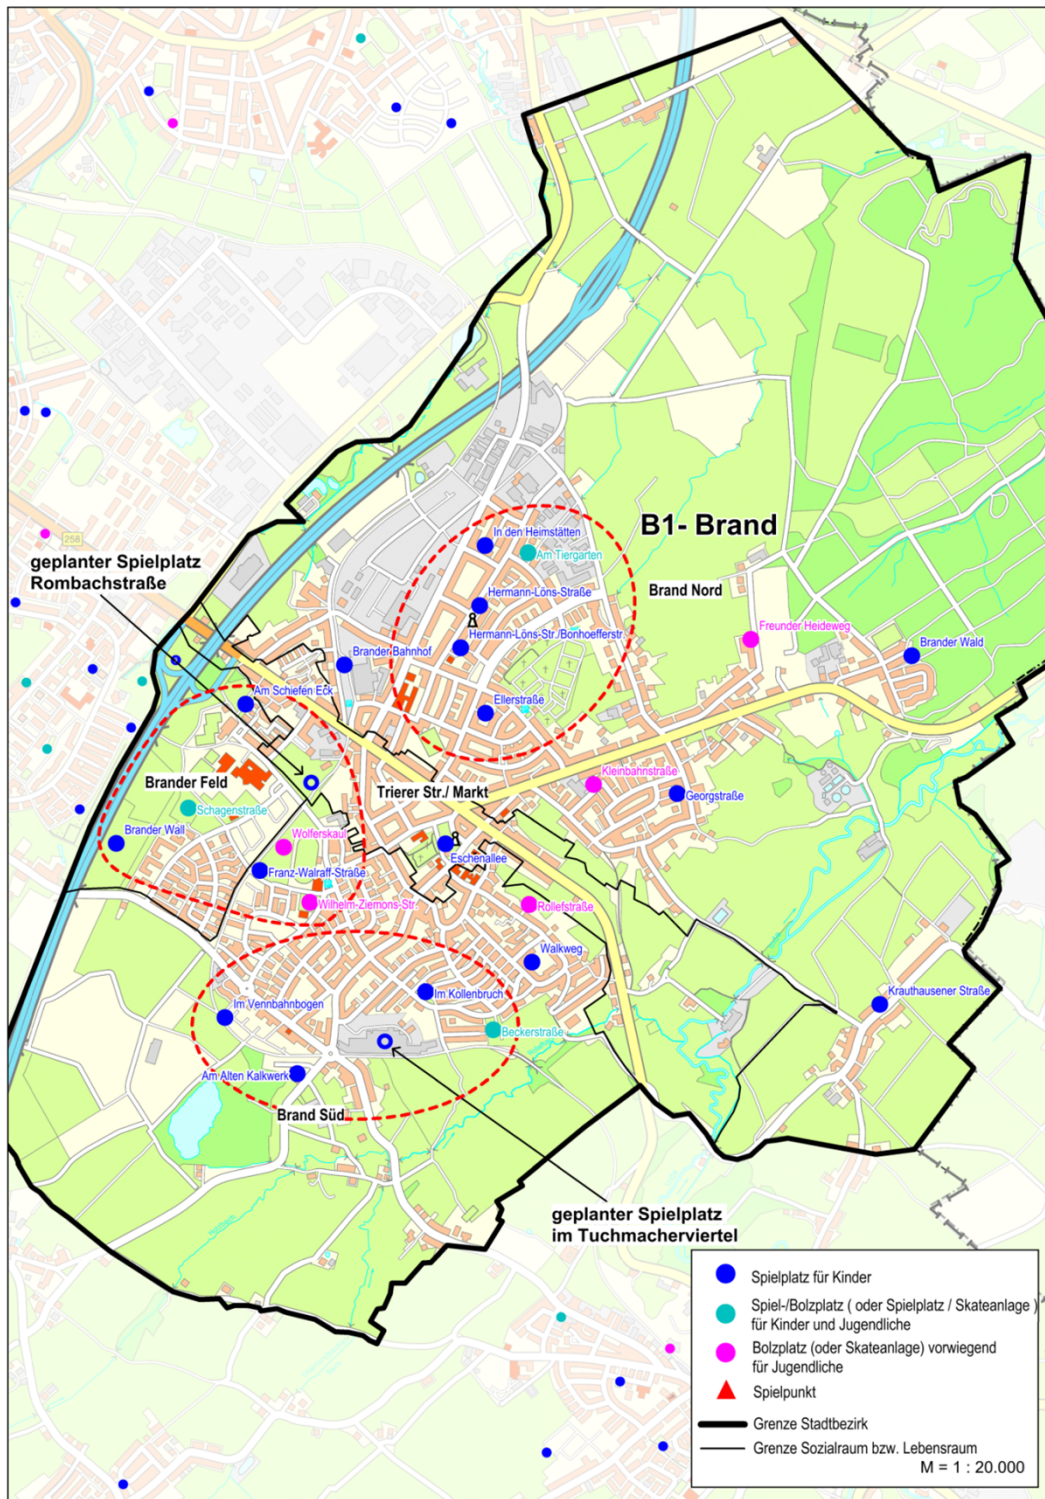 B1- Brand
In den Heimstätten
Am Tiergarten
258
geplanter Spielplatz
Rombachstraße
Hermann-Löns-Straße
Brand Nord
Hermann-Löns-Str./Bonhoefferstr.
Freunder Heideweg
Brander Wald
Brander Bahnhof
Am Schiefen Eck
Ellerstraße
Brander Feld
Kleinbahnstraße
Trierer Str./ Markt
Georgstraße
Schagenstraße
Brander Wall
Wolferskaul
Eschenallee
Franz-Walraff-Straße
Wilhelm-Ziemons-Str.
Rollefstraße
Walkweg
Im Kollenbruch
Krauthausener Straße
Im Vennbahnbogen
Beckerstraße
Am Alten Kalkwerk
Brand Süd
geplanter Spielplatz
im Tuchmacherviertel
Spielplatz für Kinder
Spiel-/Bolzplatz ( oder Spielplatz / Skateanlage )
für Kinder und Jugendliche
Bolzplatz (oder Skateanlage) vorwiegend
für Jugendliche
Spielpunkt
Grenze Stadtbezirk
Grenze Sozialraum bzw. Lebensraum
M = 1 : 20.000